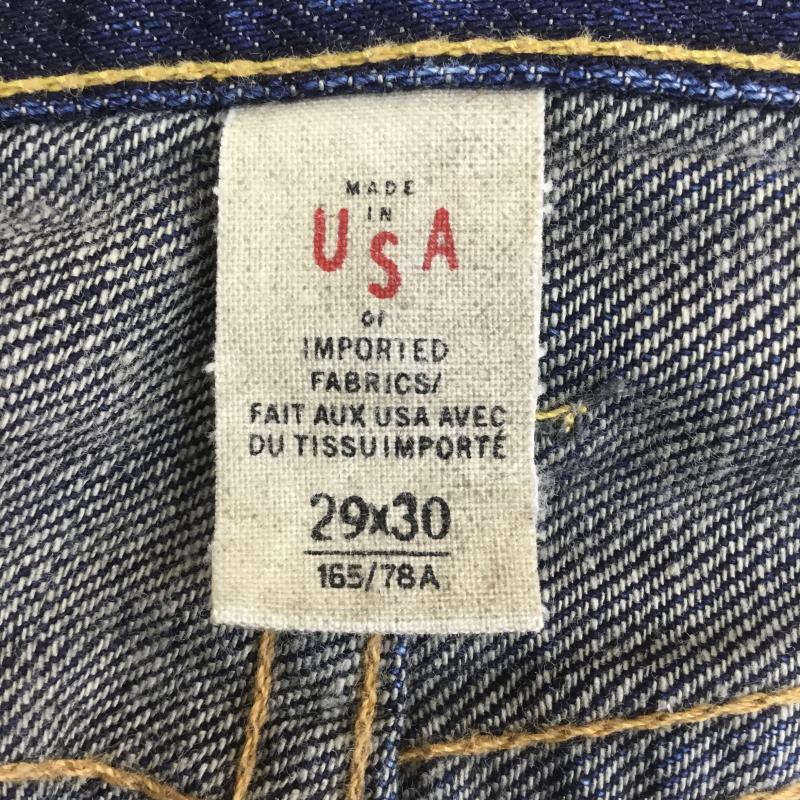 MADE
IN
USA
OF
IMPORTED
FABRICS/
FAIT AUX USA AVEC
DU TISSU IMPORTÉ
29x30
165/78A